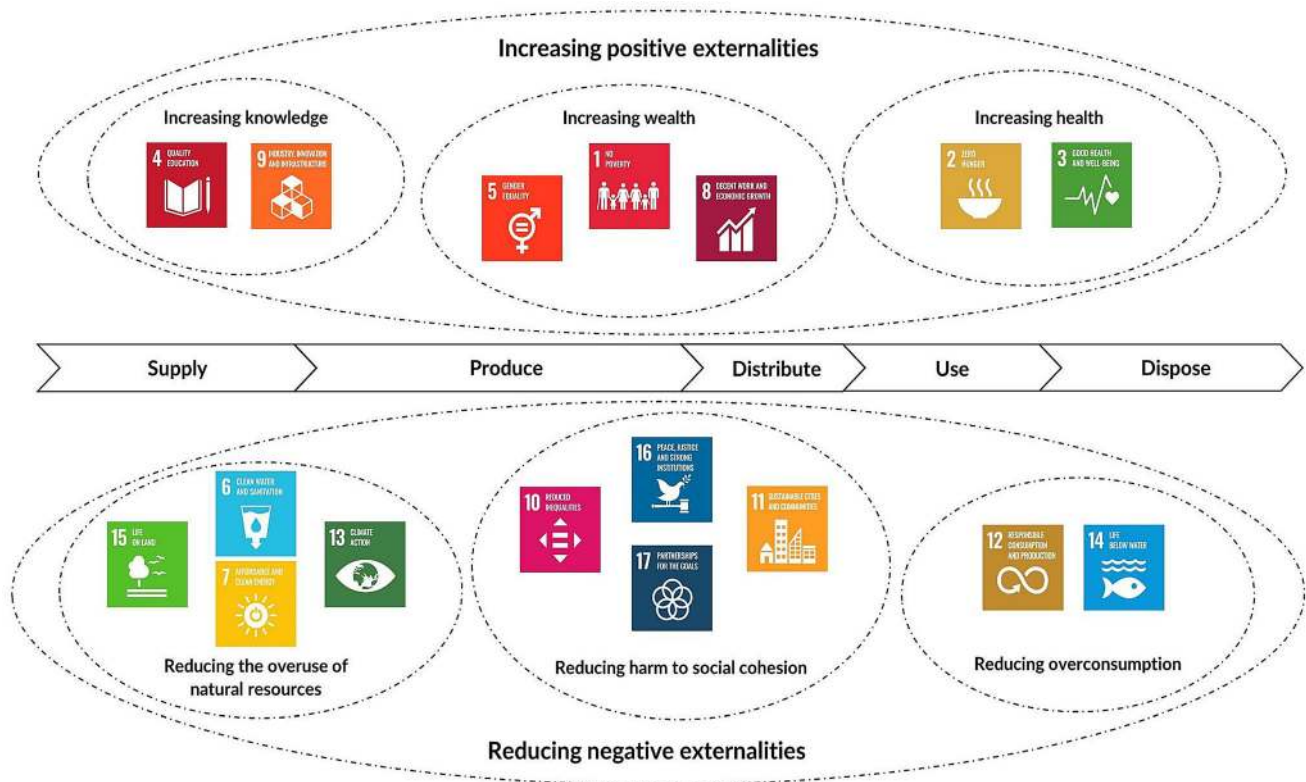 Increasing positive externalities
Increasing knowledge
4 QUALITY
EDUCATION
9 INDUSTRY, INNOVATION
AND INFRASTRUCTURE
Increasing wealth
5 GENDER
EQUALITY
1 NO
POVERTY
8 DECENT WORK AND
ECONOMIC GROWTH
Increasing health
2 ZERO
HUNGER
3 GOOD HEALTH
AND WELL-BEING
Supply
Produce
Distribute
Use
Dispose
15 LIFE
ON LAND
6 CLEAN WATER
AND SANITATION
7 AFFORDABLE AND
CLEAN ENERGY
13 CLIMATE
ACTION
Reducing the overuse of
natural resources
10 REDUCED
INEQUALITIES
16 PEACE, JUSTICE
AND STRONG
INSTITUTIONS
17 PARTNERSHIPS
FOR THE GOALS
11 SUSTAINABLE CITIES
AND COMMUNITIES
Reducing harm to social cohesion
12 RESPONSIBLE
CONSUMPTION
AND PRODUCTION
14 LIFE
BELOW WATER
Reducing overconsumption
Reducing negative externalities